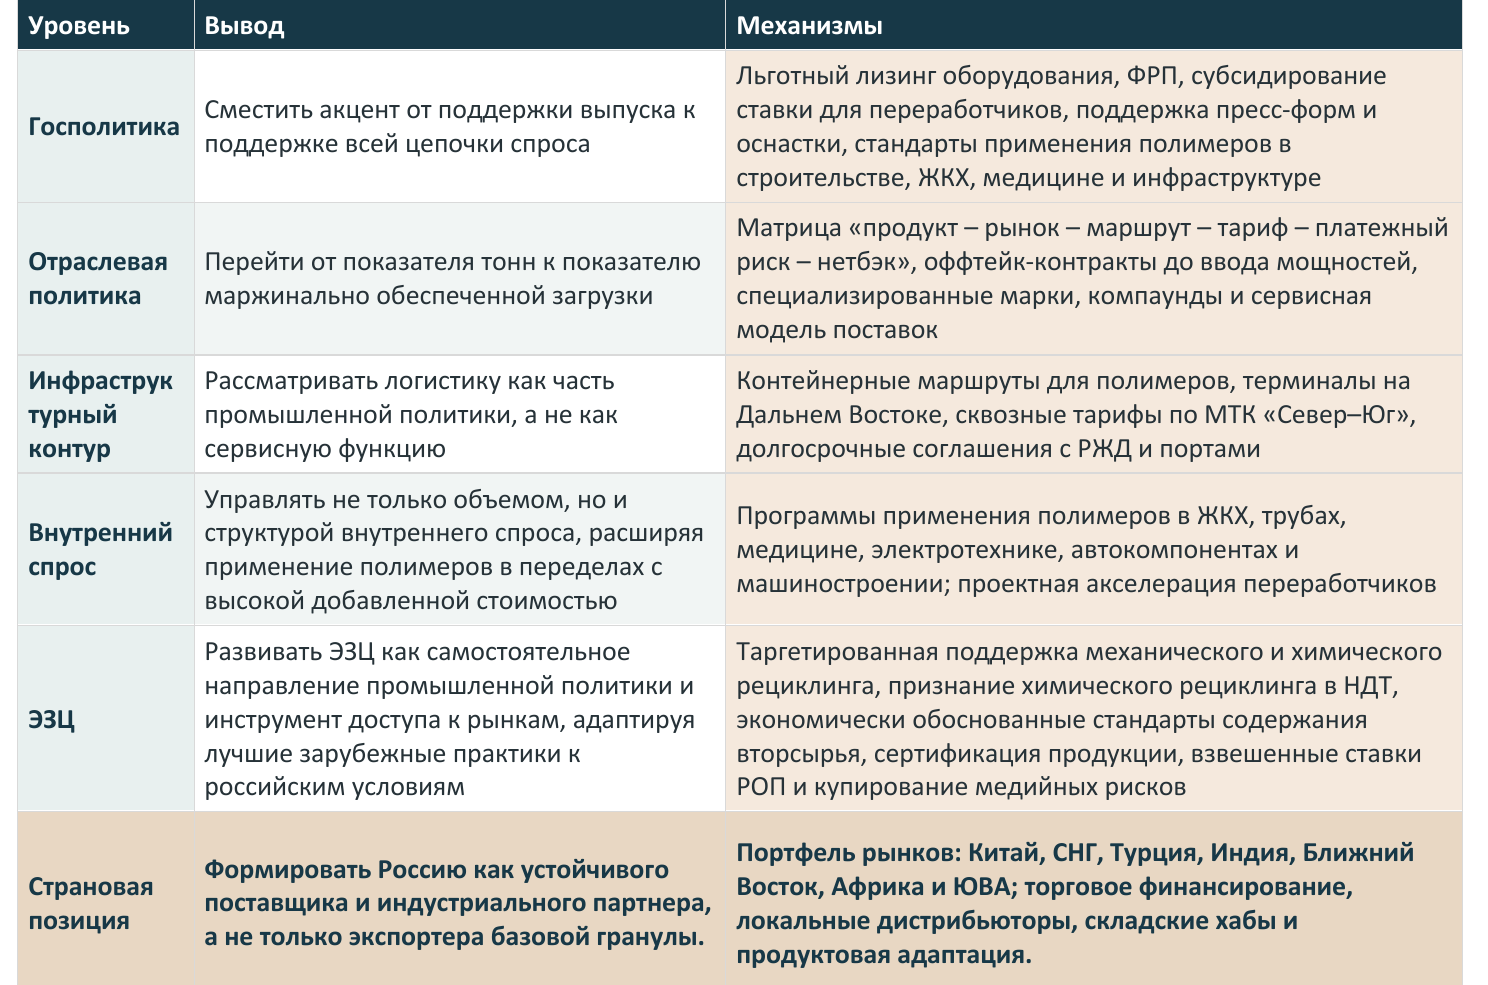 Уровень
Вывод
Механизмы
Госполитика
Сместить акцент от поддержки выпуска к
поддержке всей цепочки спроса
Льготный лизинг оборудования, ФРП, субсидирование
ставки для переработчиков, поддержка пресс-форм и
оснастки, стандарты применения полимеров в
строительстве, ЖКХ, медицине и инфраструктуре
Отраслевая
политика
Перейти от показателя тонн к показателю
маржинально обеспеченной загрузки
Матрица «продукт – рынок – маршрут – тариф – платежный
риск – нетбэк», оффтейк-контракты до ввода мощностей,
специализированные марки, компаунды и сервисная
модель поставок
Инфраструк
турный
контур
Рассматривать логистику как часть
промышленной политики, а не как
сервисную функцию
Контейнерные маршруты для полимеров, терминалы на
Дальнем Востоке, сквозные тарифы по МТК «Север–Юг»,
долгосрочные соглашения с РЖД и портами
Внутренний
спрос
Управлять не только объемом, но и
структурой внутреннего спроса, расширяя
применение полимеров в переделах с
высокой добавленной стоимостью
Программы применения полимеров в ЖКХ, трубах,
медицине, электротехнике, автокомпонентах и
машиностроении; проектная акселерация переработчиков
ЭЗЦ
Развивать ЭЗЦ как самостоятельное
направление промышленной политики и
инструмент доступа к рынкам, адаптируя
лучшие зарубежные практики к
российским условиям
Таргетированная поддержка механического и химического
рециклинга, признание химического рециклинга в НДТ,
экономически обоснованные стандарты содержания
вторсырья, сертификация продукции, взвешенные ставки
РОП и купирование медийных рисков
Страновая
позиция
Формировать Россию как устойчивого
поставщика и индустриального партнера,
а не только экспортера базовой гранулы.
Портфель рынков: Китай, СНГ, Турция, Индия, Ближний
Восток, Африка и ЮВА; торговое финансирование,
локальные дистрибьюторы, складские хабы и
продуктовая адаптация.